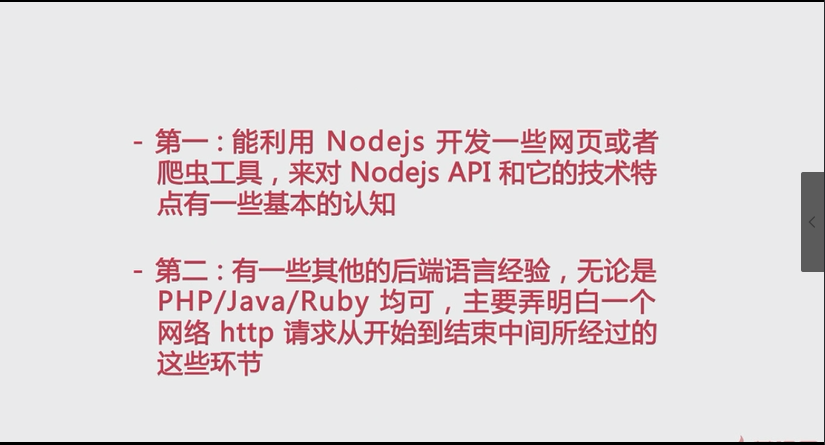 - 第一：能利用 Nodejs 开发一些网页或者
爬虫工具，来对 Nodejs API 和它的技术特
点有一些基本的认知
- 第二：有一些其他的后端语言经验，无论是
PHP/Java/Ruby 均可，主要弄明白一个
网络 http 请求从开始到结束中间所经过的
这些环节